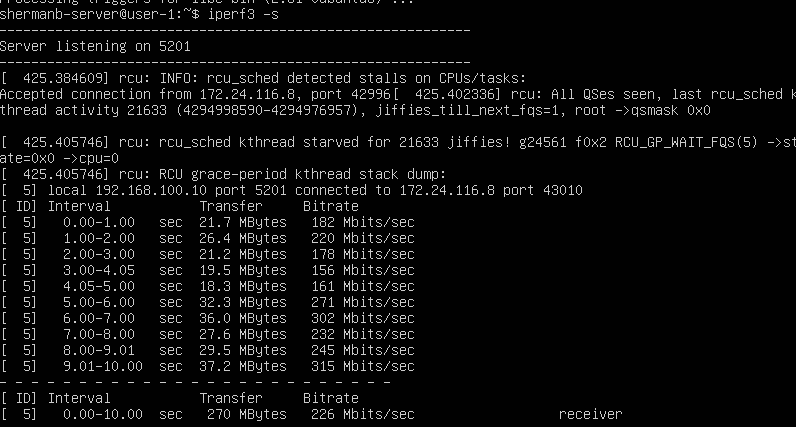 shermanb-server@user-1:~$ iperf3 -s
-----------------------------------------------------------
Server listening on 5201
-----------------------------------------------------------
[  425.384609] rcu: INFO: rcu_sched detected stalls on CPUs/tasks:
Accepted connection from 172.24.116.8, port 42996[  425.402336] rcu: All QSes seen, last rcu_sched k
thread activity 21633 (4294998590-4294976957), jiffies_till_next_fqs=1, root ->qsmask 0x0
[  425.405746] rcu: rcu_sched kthread starved for 21633 jiffies! g24561 f0x2 RCU_GP_WAIT_FQS(5) ->st
ate=0x0 ->cpu=0
[  425.405746] rcu: RCU grace-period kthread stack dump:
[  5] local 192.168.100.10 port 5201 connected to 172.24.116.8 port 43010
[ ID] Interval           Transfer     Bitrate
[  5]   0.00-1.00   sec  21.7 MBytes   182 Mbits/sec
[  5]   1.00-2.00   sec  26.4 MBytes   220 Mbits/sec
[  5]   2.00-3.00   sec  21.2 MBytes   178 Mbits/sec
[  5]   3.00-4.05   sec  19.5 MBytes   156 Mbits/sec
[  5]   4.05-5.00   sec  18.3 MBytes   161 Mbits/sec
[  5]   5.00-6.00   sec  32.3 MBytes   271 Mbits/sec
[  5]   6.00-7.00   sec  36.0 MBytes   302 Mbits/sec
[  5]   7.00-8.00   sec  27.6 MBytes   232 Mbits/sec
[  5]   8.00-9.01   sec  29.5 MBytes   245 Mbits/sec
[  5]   9.01-10.00  sec  37.2 MBytes   315 Mbits/sec
- - - - - - - - - - - - - - - - - - - - - - - - -
[ ID] Interval           Transfer     Bitrate
[  5]   0.00-10.00  sec   270 MBytes   226 Mbits/sec                  receiver